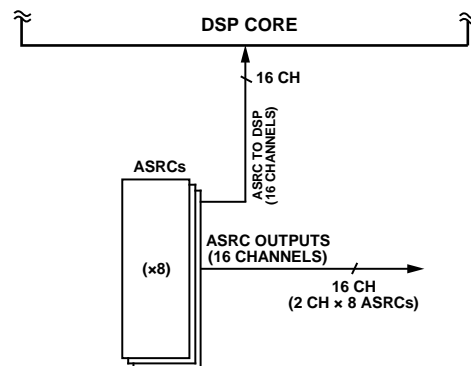 DSP CORE
16 CH
ASRC TO DSP
(16 CHANNELS)
ASRCs
(×8)
ASRC OUTPUTS
(16 CHANNELS)
16 CH
(2 CH × 8 ASRCs)